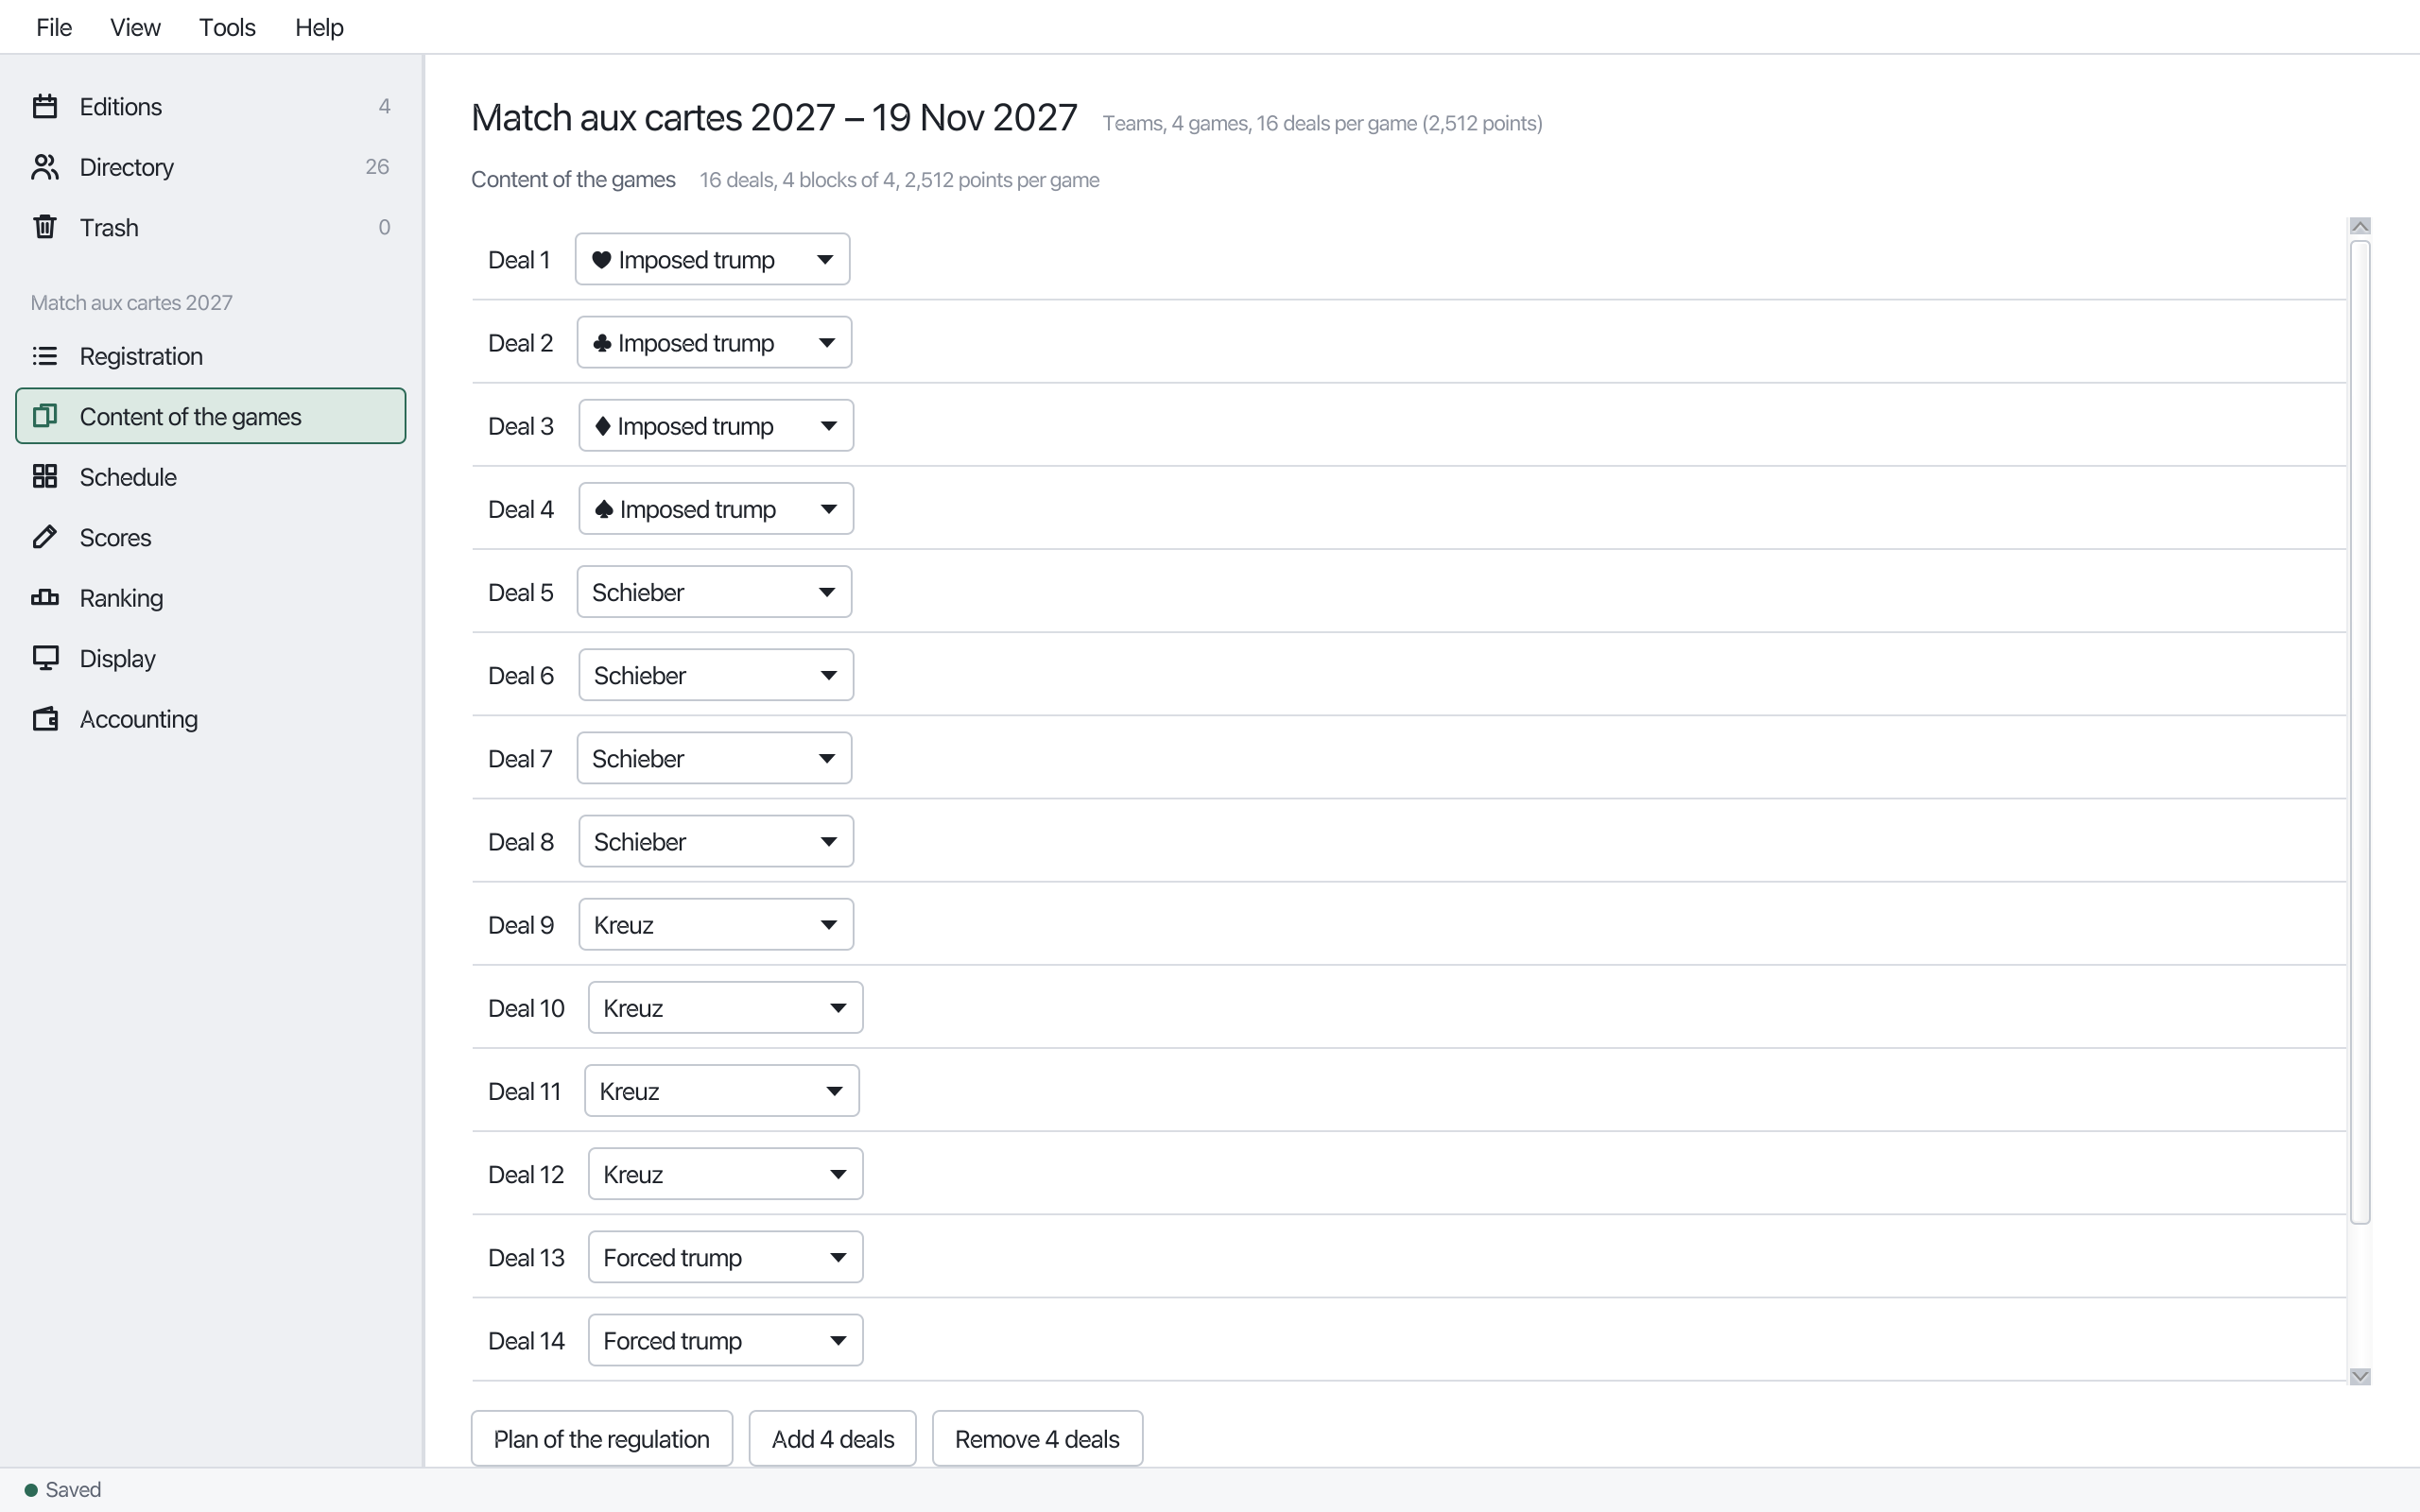 File View Tools Help
Editions 4
Directory 26
Trash 0
Match aux cartes 2027
Registration
Content of the games
Schedule
Scores
Ranking
Display
Accounting
Match aux cartes 2027 – 19 Nov 2027 Teams, 4 games, 16 deals per game (2,512 points)
Content of the games 16 deals, 4 blocks of 4, 2,512 points per game
Deal 1 ♥ Imposed trump
Deal 2 ♣ Imposed trump
Deal 3 ♦ Imposed trump
Deal 4 ♠ Imposed trump
Deal 5 Schieber
Deal 6 Schieber
Deal 7 Schieber
Deal 8 Schieber
Deal 9 Kreuz
Deal 10 Kreuz
Deal 11 Kreuz
Deal 12 Kreuz
Deal 13 Forced trump
Deal 14 Forced trump
Plan of the regulation Add 4 deals Remove 4 deals
Saved